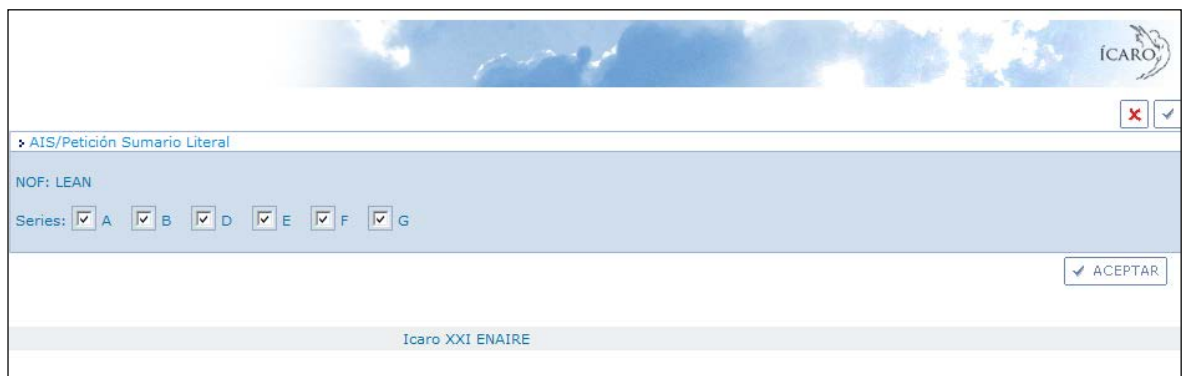 ÍCARO
AIS/Petición Sumario Literal
NOF: LEAN
Series: A B D E F G
ACEPTAR
Icaro XXI ENAIRE